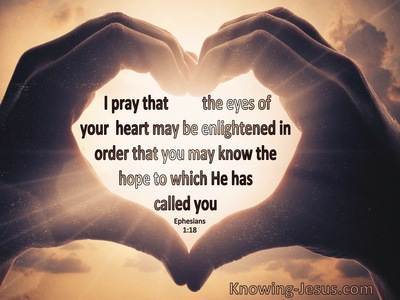 I pray that the eyes of
your heart may be enlightened in
order that you may know the
hope to which He has
called you
Ephesians
1:18
Knowing-Jesus.com